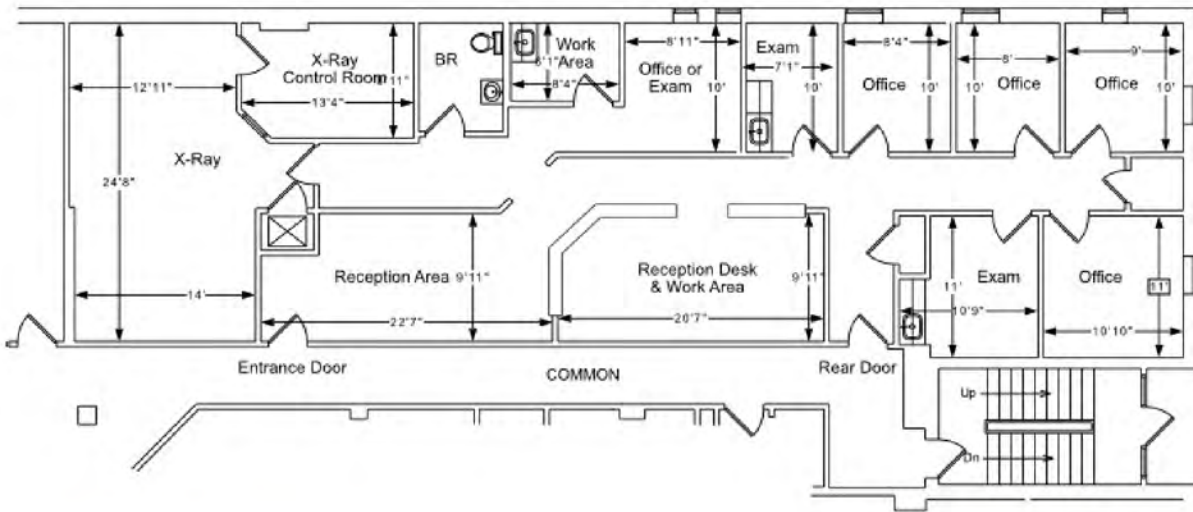 X-Ray
Control Room
BR
Work
Area
8'11"
Exam
7'1"
8'4"
8'
9'
12'11"
13'4"
6'1"
8'4"
Office or
Exam
10'
10'
Office
10'
Office
10'
Office
10'
X-Ray
24'8"
Reception Area
9'11"
Reception Desk
& Work Area
9'11"
11'
Exam
Office
11'
14'
22'7"
20'7"
10'9"
10'10"
Entrance Door
COMMON
Rear Door
Up
Dn